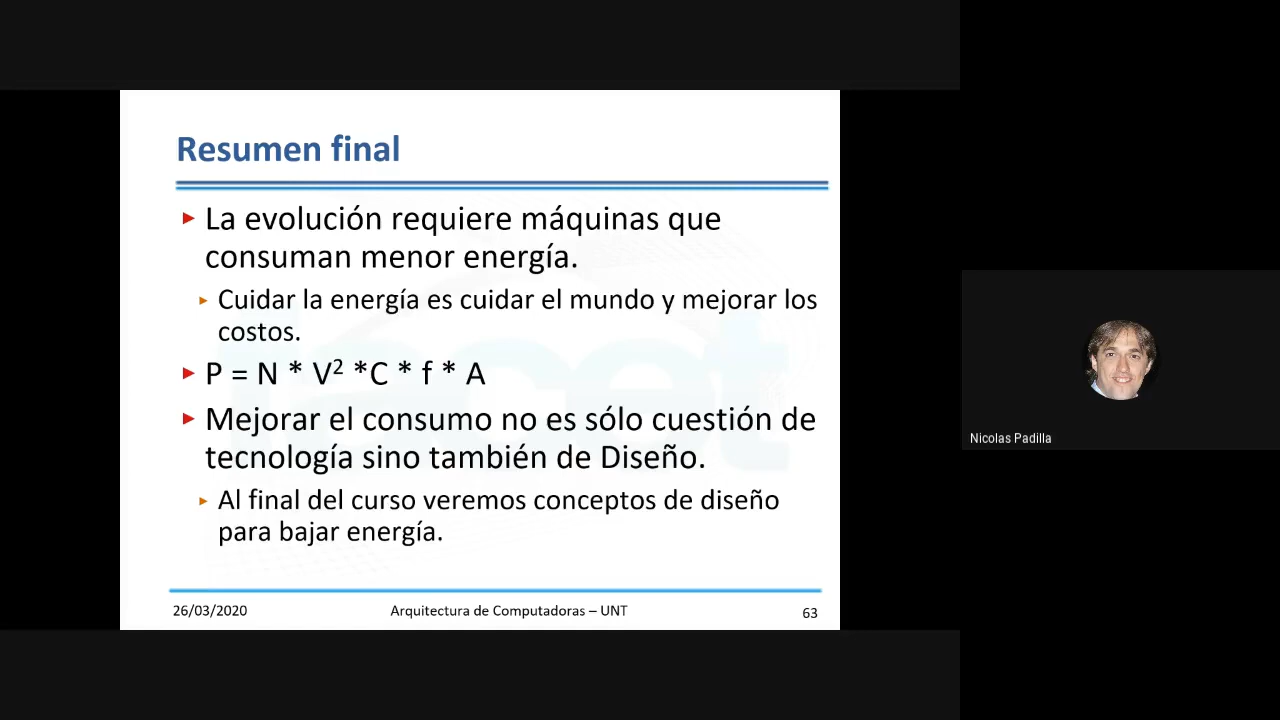 Resumen final
La evolución requiere máquinas que
consuman menor energía.
Cuidar la energía es cuidar el mundo y mejorar los
costos.
P = N * V² *C * f * A
Mejorar el consumo no es sólo cuestión de
tecnología sino también de Diseño.
Al final del curso veremos conceptos de diseño
para bajar energía.
26/03/2020
Arquitectura de Computadoras – UNT
63
Nicolas Padilla